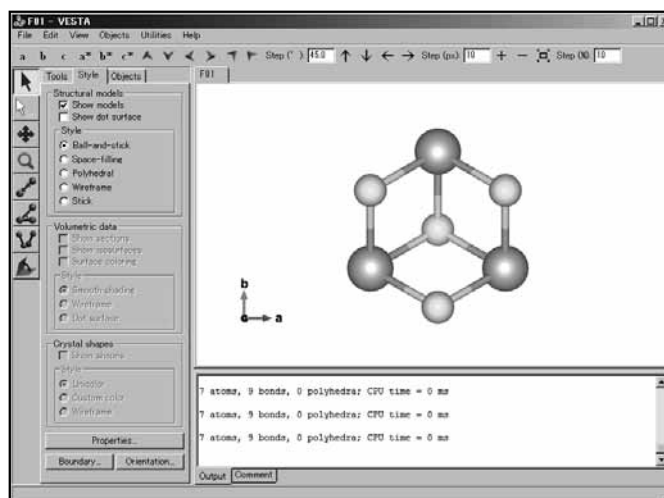 F01 - VESTA
File Edit View Objects Utilities Help
a b c a* b* c* Step (°): 45.0 Step (px): 10 Step (%): 10
Tools Style Objects
F01
Structural models
Show models
Show dot surface
Style
Ball-and-stick
Space-filling
Polyhedral
Wireframe
Stick
Volumetric data
Show sections
Show isosurfaces
Surface coloring
Style
Smooth shading
Wireframe
Dot surface
Crystal shapes
Show shapes
Style
Unicolor
Custom color
Wireframe
Properties...
Boundary... Orientation...
b
c a
7 atoms, 9 bonds, 0 polyhedra; CPU time = 0 ms
7 atoms, 9 bonds, 0 polyhedra; CPU time = 0 ms
7 atoms, 9 bonds, 0 polyhedra; CPU time = 0 ms
Output Comment